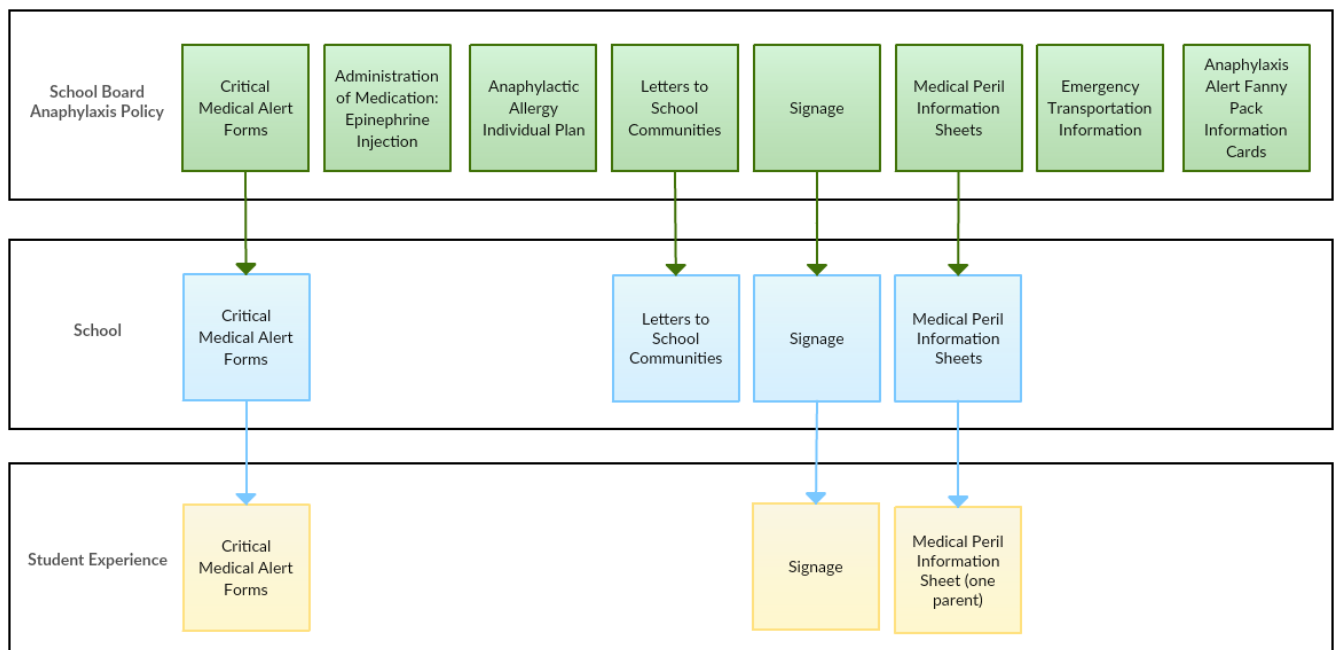 School Board
Anaphylaxis Policy
Critical
Medical Alert
Forms
Administration
of Medication:
Epinephrine
Injection
Anaphylactic
Allergy
Individual Plan
Letters to
School
Communities
Signage
Medical Peril
Information
Sheets
Emergency
Transportation
Information
Anaphylaxis
Alert Fanny
Pack
Information
Cards
School
Critical
Medical Alert
Forms
Letters to
School
Communities
Signage
Medical Peril
Information
Sheets
Student Experience
Critical
Medical Alert
Forms
Signage
Medical Peril
Information
Sheet (one
parent)